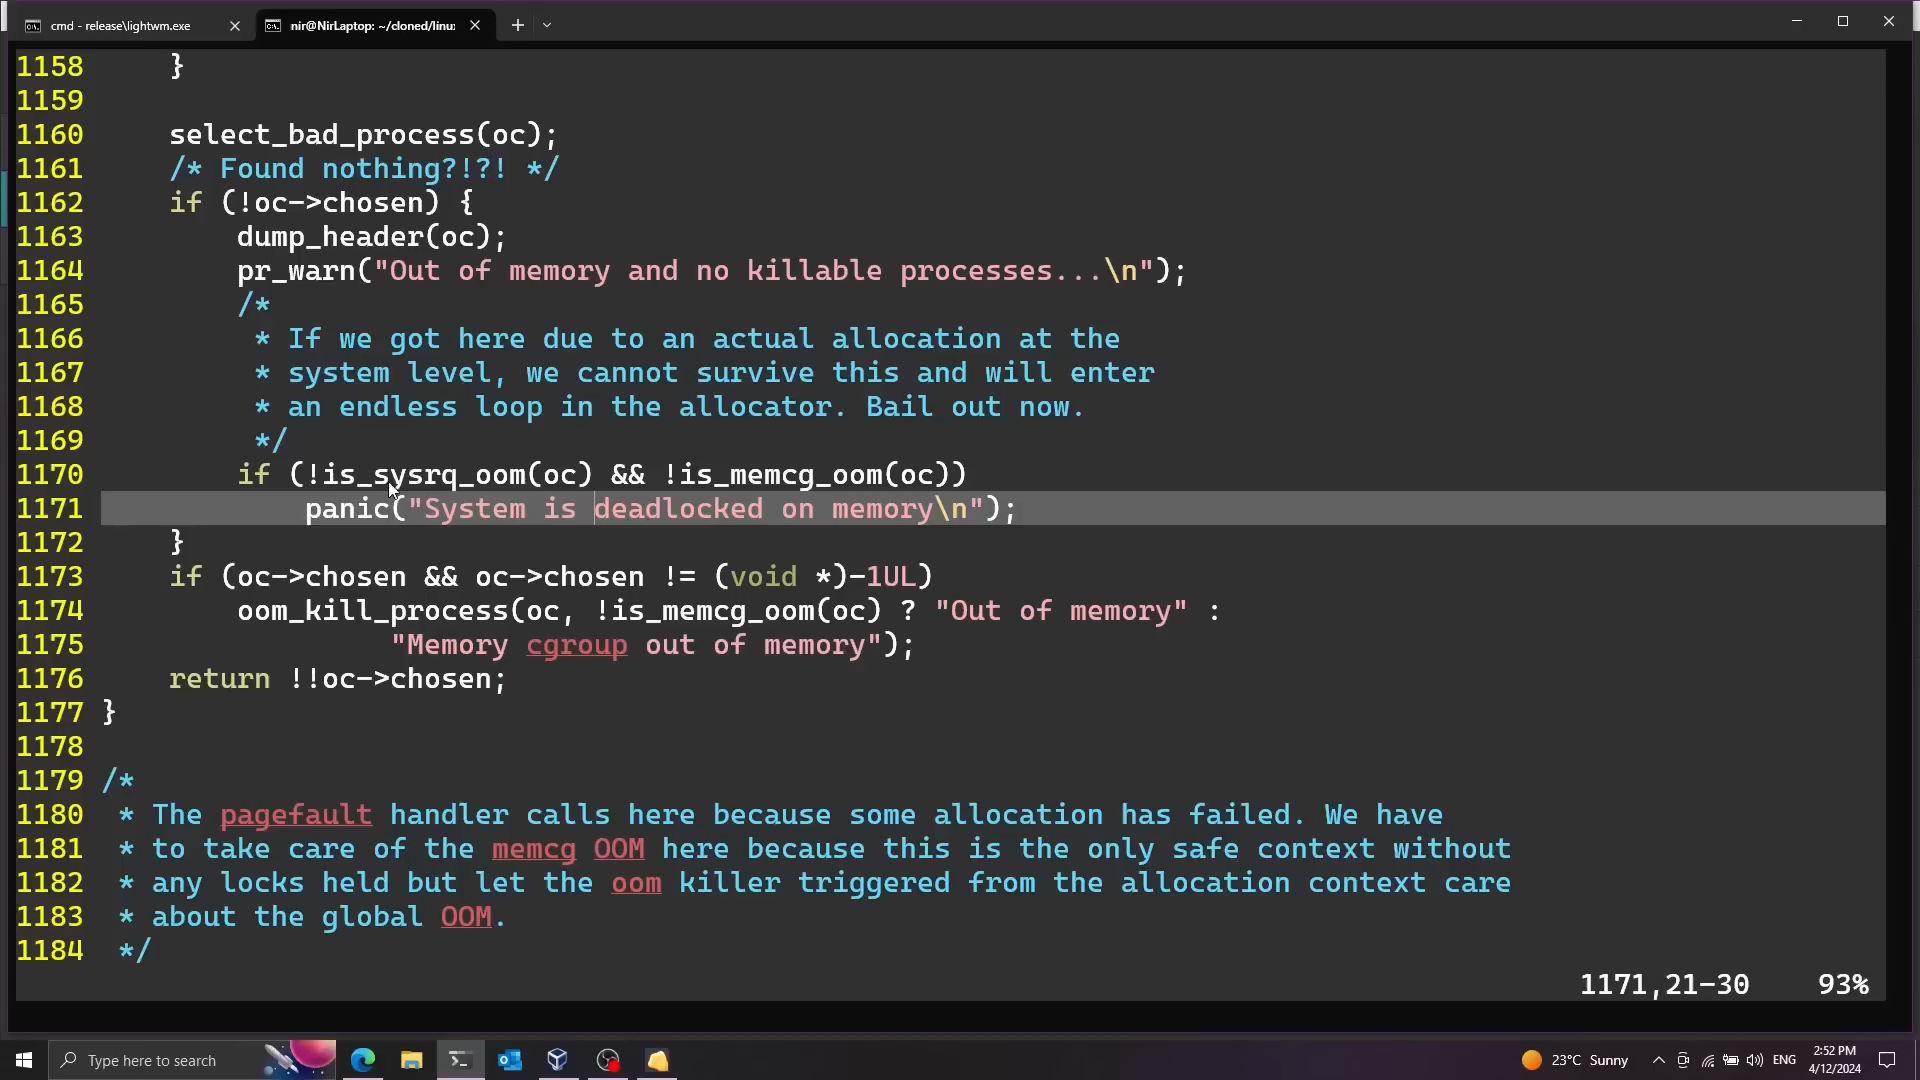 cmd - release\lightwm.exe
nir@NirLaptop: ~/cloned/linu
1158 }
1159
1160 select_bad_process(oc);
1161 /* Found nothing?!?! */
1162 if (!oc->chosen) {
1163 dump_header(oc);
1164 pr_warn("Out of memory and no killable processes...\n");
1165 /*
1166 * If we got here due to an actual allocation at the
1167 * system level, we cannot survive this and will enter
1168 * an endless loop in the allocator. Bail out now.
1169 */
1170 if (!is_sysrq_oom(oc) && !is_memcg_oom(oc))
1171 panic("System is deadlocked on memory\n");
1172 }
1173 if (oc->chosen && oc->chosen != (void *)-1UL)
1174 oom_kill_process(oc, !is_memcg_oom(oc) ? "Out of memory" :
1175 "Memory cgroup out of memory");
1176 return !!oc->chosen;
1177 }
1178
1179 /*
1180 * The pagefault handler calls here because some allocation has failed. We have
1181 * to take care of the memcg OOM here because this is the only safe context without
1182 * any locks held but let the oom killer triggered from the allocation context care
1183 * about the global OOM.
1184 */
1171,21-30 93%
Type here to search
23°C Sunny
ENG
2:52 PM
4/12/2024